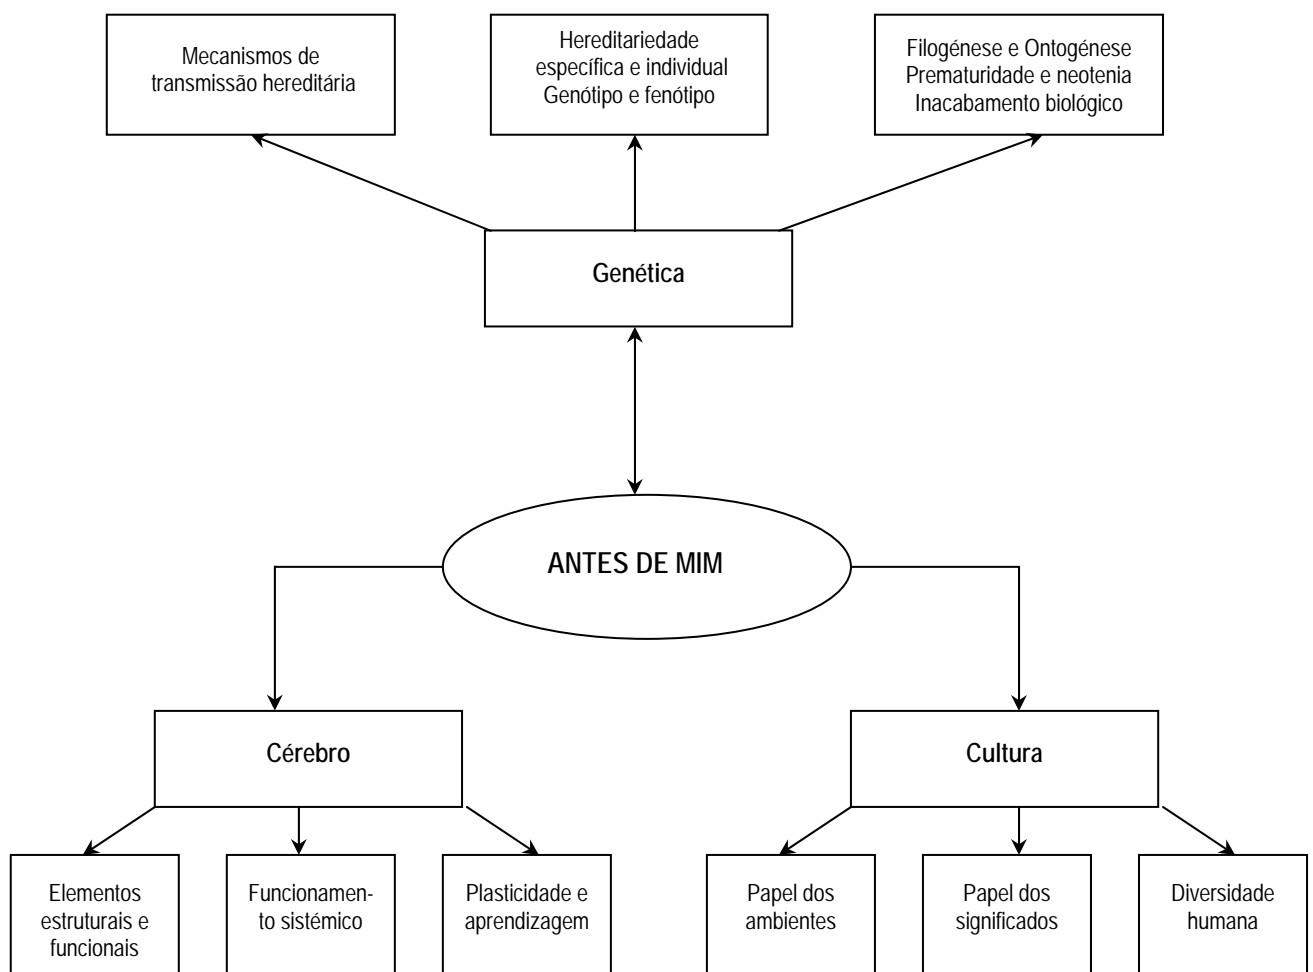 Mecanismos de
transmissão hereditária
Hereditariedade
específica e individual
Genótipo e fenótipo
Filogénese e Ontogénese
Prematuridade e neotenia
Inacabamento biológico
Genética
ANTES DE MIM
Cérebro
Cultura
Elementos
estruturais e
funcionais
Funcionamen-
to sistémico
Plasticidade e
aprendizagem
Papel dos
ambientes
Papel dos
significados
Diversidade
humana